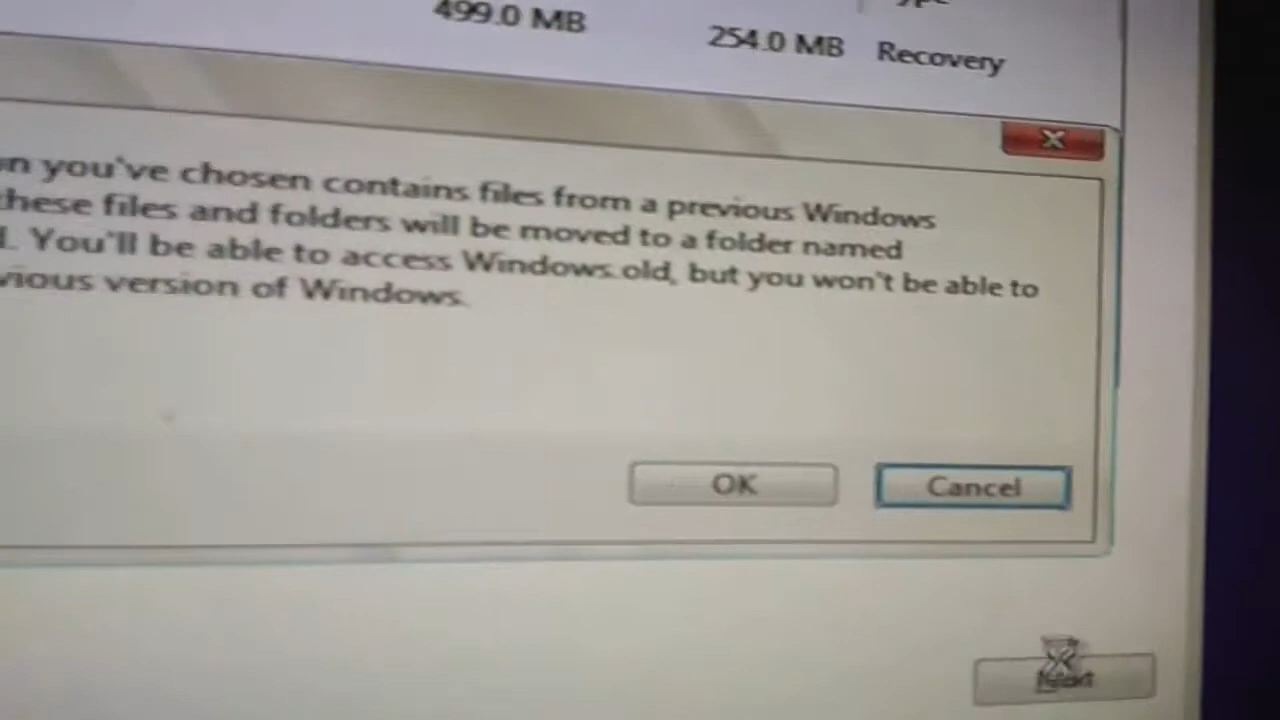 499.0 MB 254.0 MB Recovery
you've chosen contains files from a previous Windows
these files and folders will be moved to a folder named
You'll be able to access Windows.old, but you won't be able to
version of Windows.
OK Cancel
Next